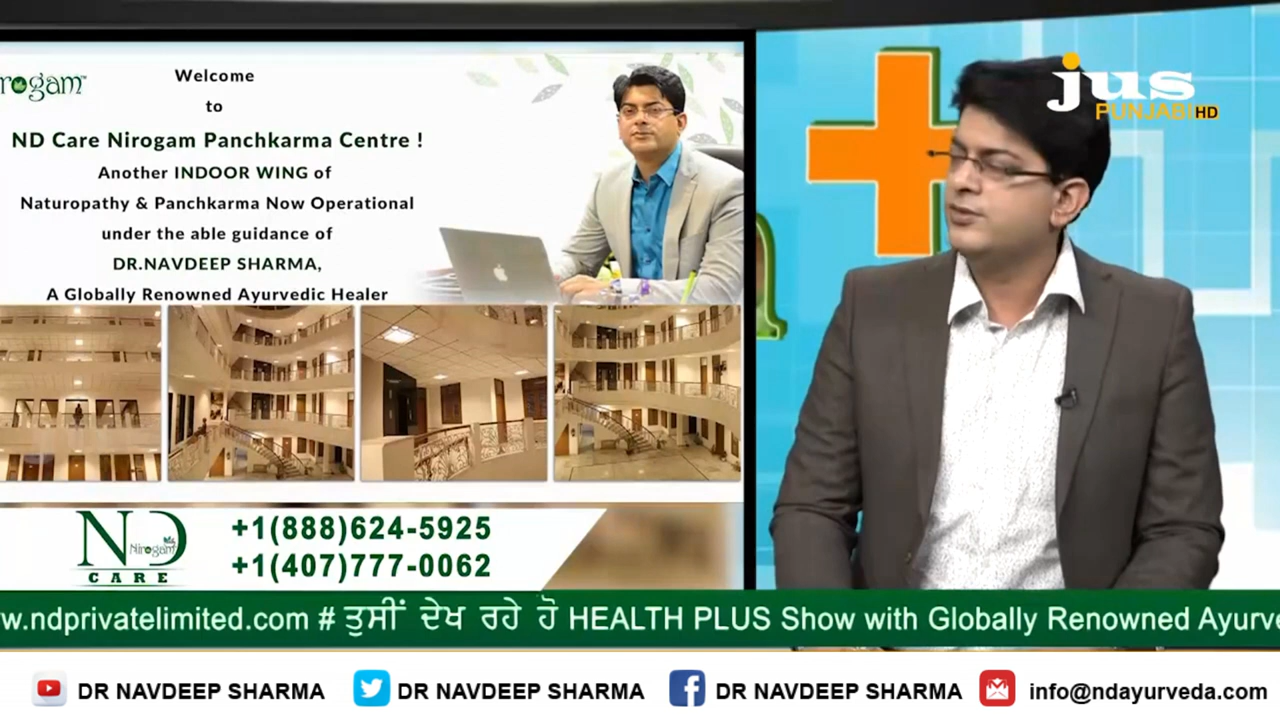 Nirogam™
Welcome
to
ND Care Nirogam Panchkarma Centre !
Another INDOOR WING of
Naturopathy & Panchkarma Now Operational
under the able guidance of
DR.NAVDEEP SHARMA,
A Globally Renowned Ayurvedic Healer
jus
PUNJABI HD
ND
Nirogam
CARE
+1(888)624-5925
+1(407)777-0062
w.ndprivatelimited.com # ਤੁਸੀਂ ਦੇਖ ਰਹੇ ਹੋ HEALTH PLUS Show with Globally Renowned Ayurve
DR NAVDEEP SHARMA
DR NAVDEEP SHARMA
DR NAVDEEP SHARMA
info@ndayurveda.com